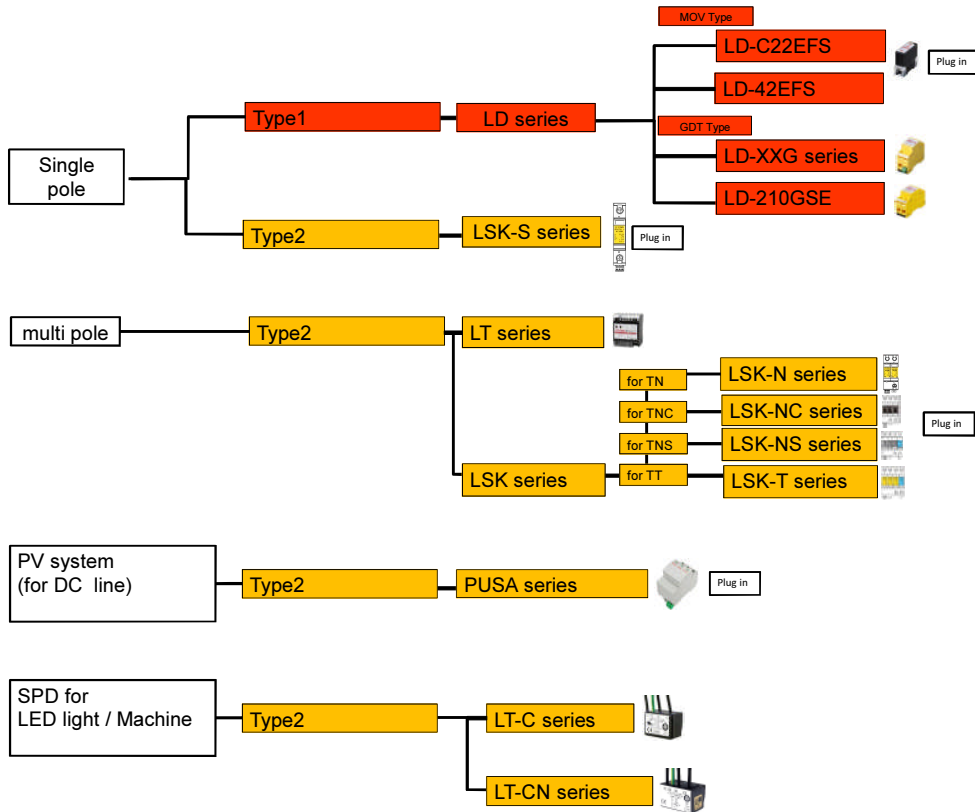 MOV Type
LD-C22EFS
Plug in
LD-42EFS
Type1
LD series
GDT Type
Single
pole
LD-XXG series
LD-210GSE
Type2
LSK-S series
Plug in
multi pole
Type2
LT series
for TN
LSK-N series
for TNC
LSK-NC series
Plug in
for TNS
LSK-NS series
LSK series
for TT
LSK-T series
PV system
(for DC line)
Type2
PUSA series
Plug in
SPD for
LED light / Machine
Type2
LT-C series
LT-CN series